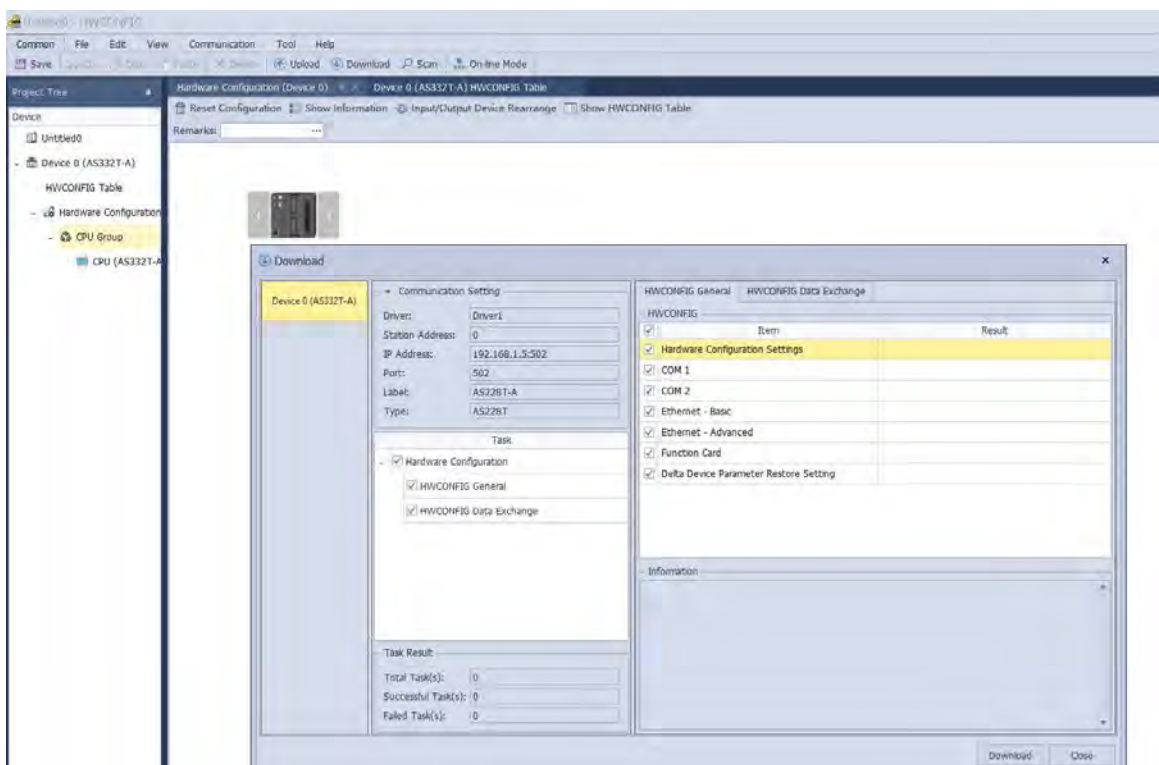 Untitled0 - HWCONFIG
Common File Edit View Communication Tool Help
Save Upload Download Scan On-line Mode
Project Tree
Hardware Configuration (Device 0) Device 0 (AS332T-A) HWCONFIG Table
Reset Configuration Show Information Input/Output Device Rearrange Show HWCONFIG Table
Remarks: ...
Device
Untitled0
Device 0 (AS332T-A)
HWCONFIG Table
Hardware Configuration
CPU Group
CPU (AS332T-A
Download
Device 0 (AS332T-A)
Communication Setting
Driver: Driver1
Station Address: 0
IP Address: 192.168.1.5:502
Port: 502
Label: AS228T-A
Type: AS228T
Task
Hardware Configuration
HWCONFIG General
HWCONFIG Data Exchange
Task Result
Total Task(s): 0
Successful Task(s): 0
Failed Task(s): 0
HWCONFIG General HWCONFIG Data Exchange
HWCONFIG
Item Result
Hardware Configuration Settings
COM 1
COM 2
Ethernet - Basic
Ethernet - Advanced
Function Card
Delta Device Parameter Restore Setting
Information
Download Close